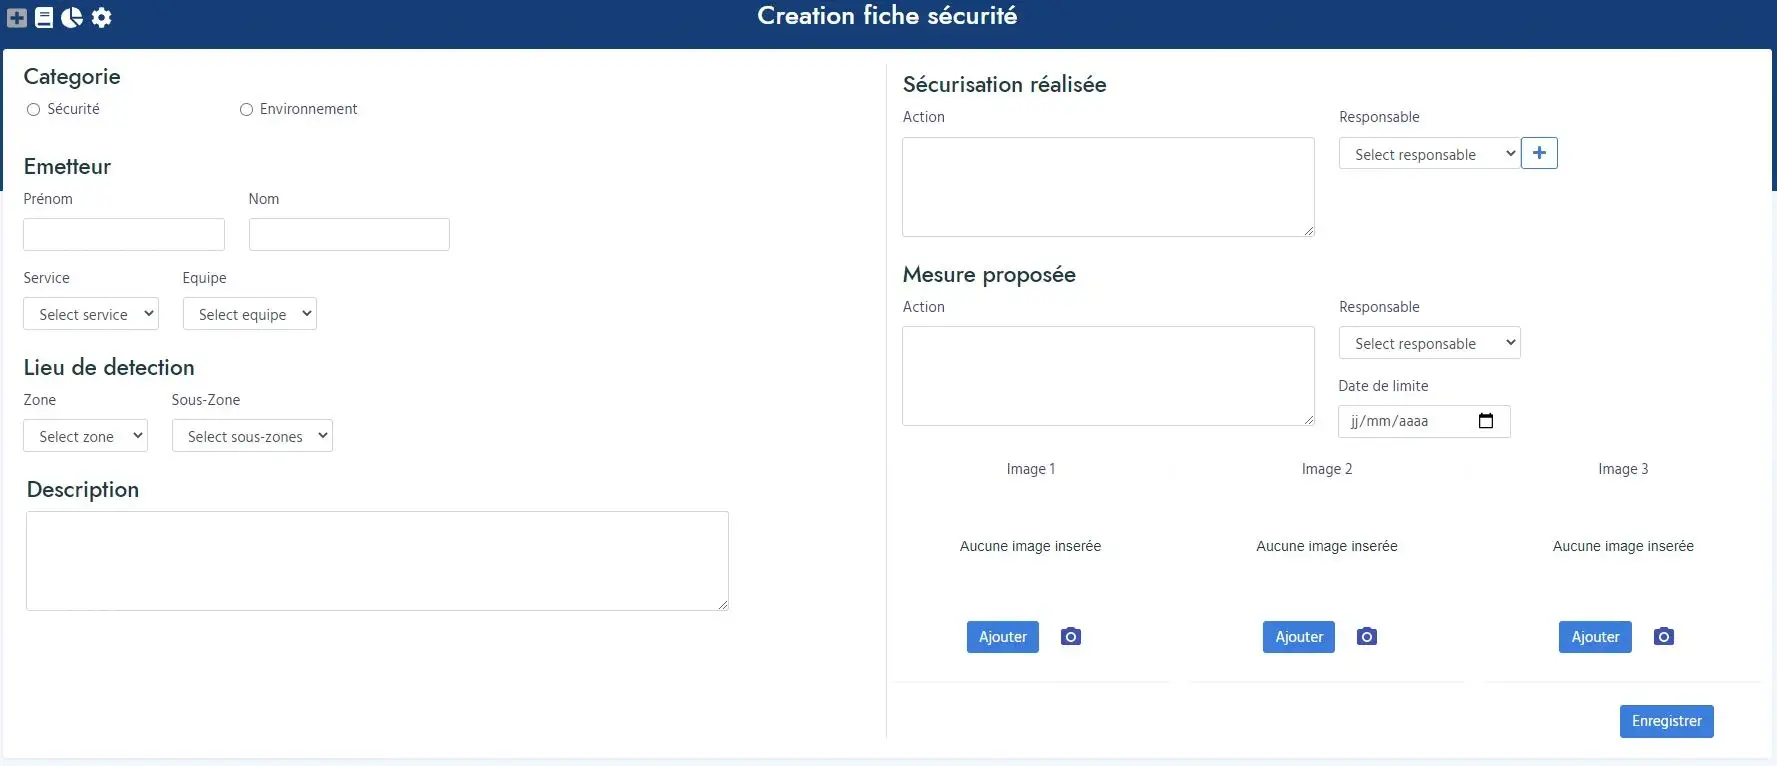 Creation fiche sécurité
Categorie
Sécurité
Environnement
Emetteur
Prénom
Nom
Service
Equipe
Select service
Select equipe
Lieu de detection
Zone
Sous-Zone
Select zone
Select sous-zones
Description
Sécurisation réalisée
Action
Responsable
Select responsable
Mesure proposée
Action
Responsable
Select responsable
Date de limite
jj/mm/aaaa
Image 1
Image 2
Image 3
Aucune image inserée
Aucune image inserée
Aucune image inserée
Ajouter
Ajouter
Ajouter
Enregistrer